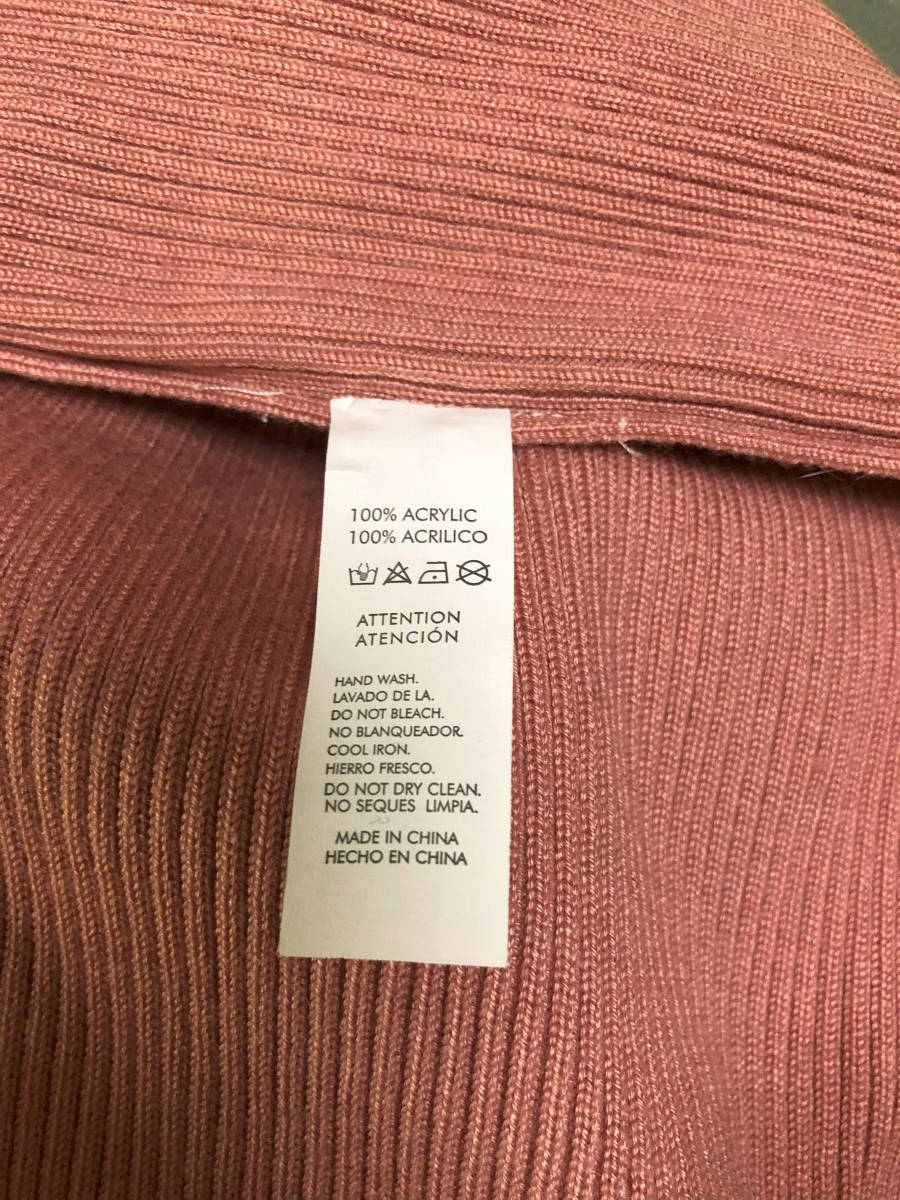 100% ACRYLIC
100% ACRILICO
ATTENTION
ATENCIÓN
HAND WASH.
LAVADO DE LA.
DO NOT BLEACH.
NO BLANQUEADOR.
COOL IRON.
HIERRO FRESCO.
DO NOT DRY CLEAN.
NO SEQUES LIMPIA.
MADE IN CHINA
HECHO EN CHINA